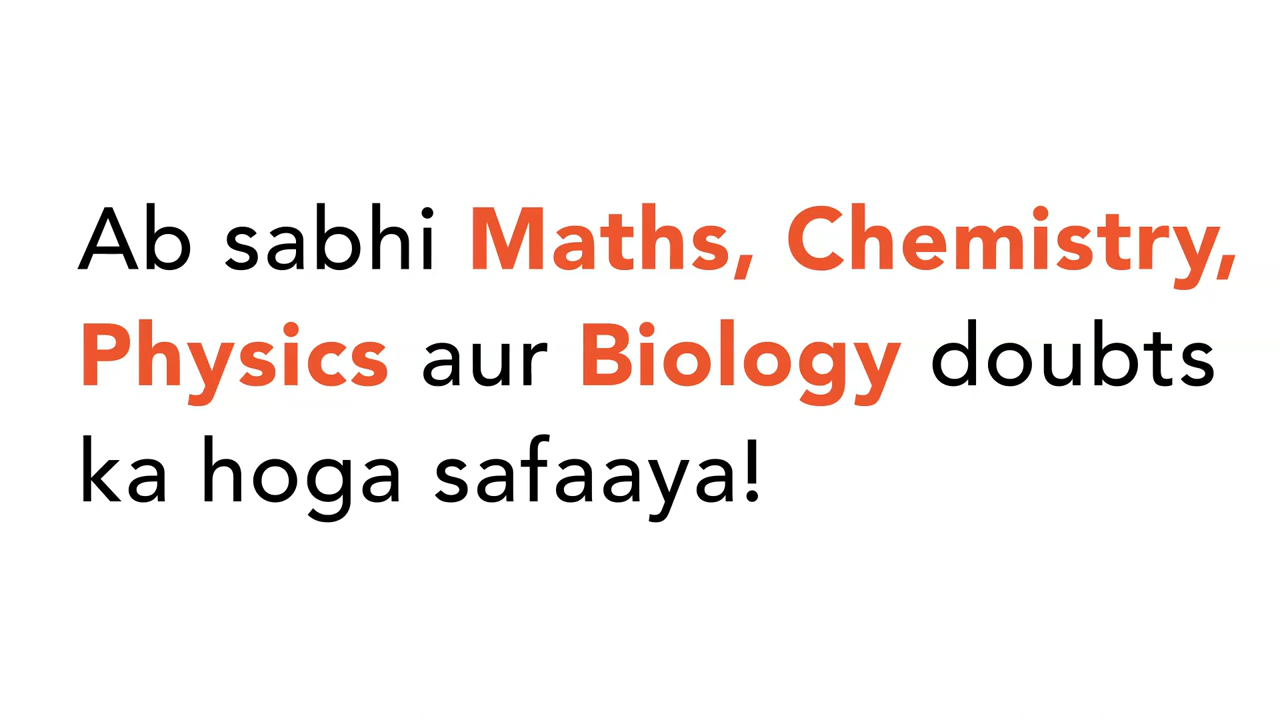 Ab sabhi Maths, Chemistry,
Physics aur Biology doubts
ka hoga safaaya!